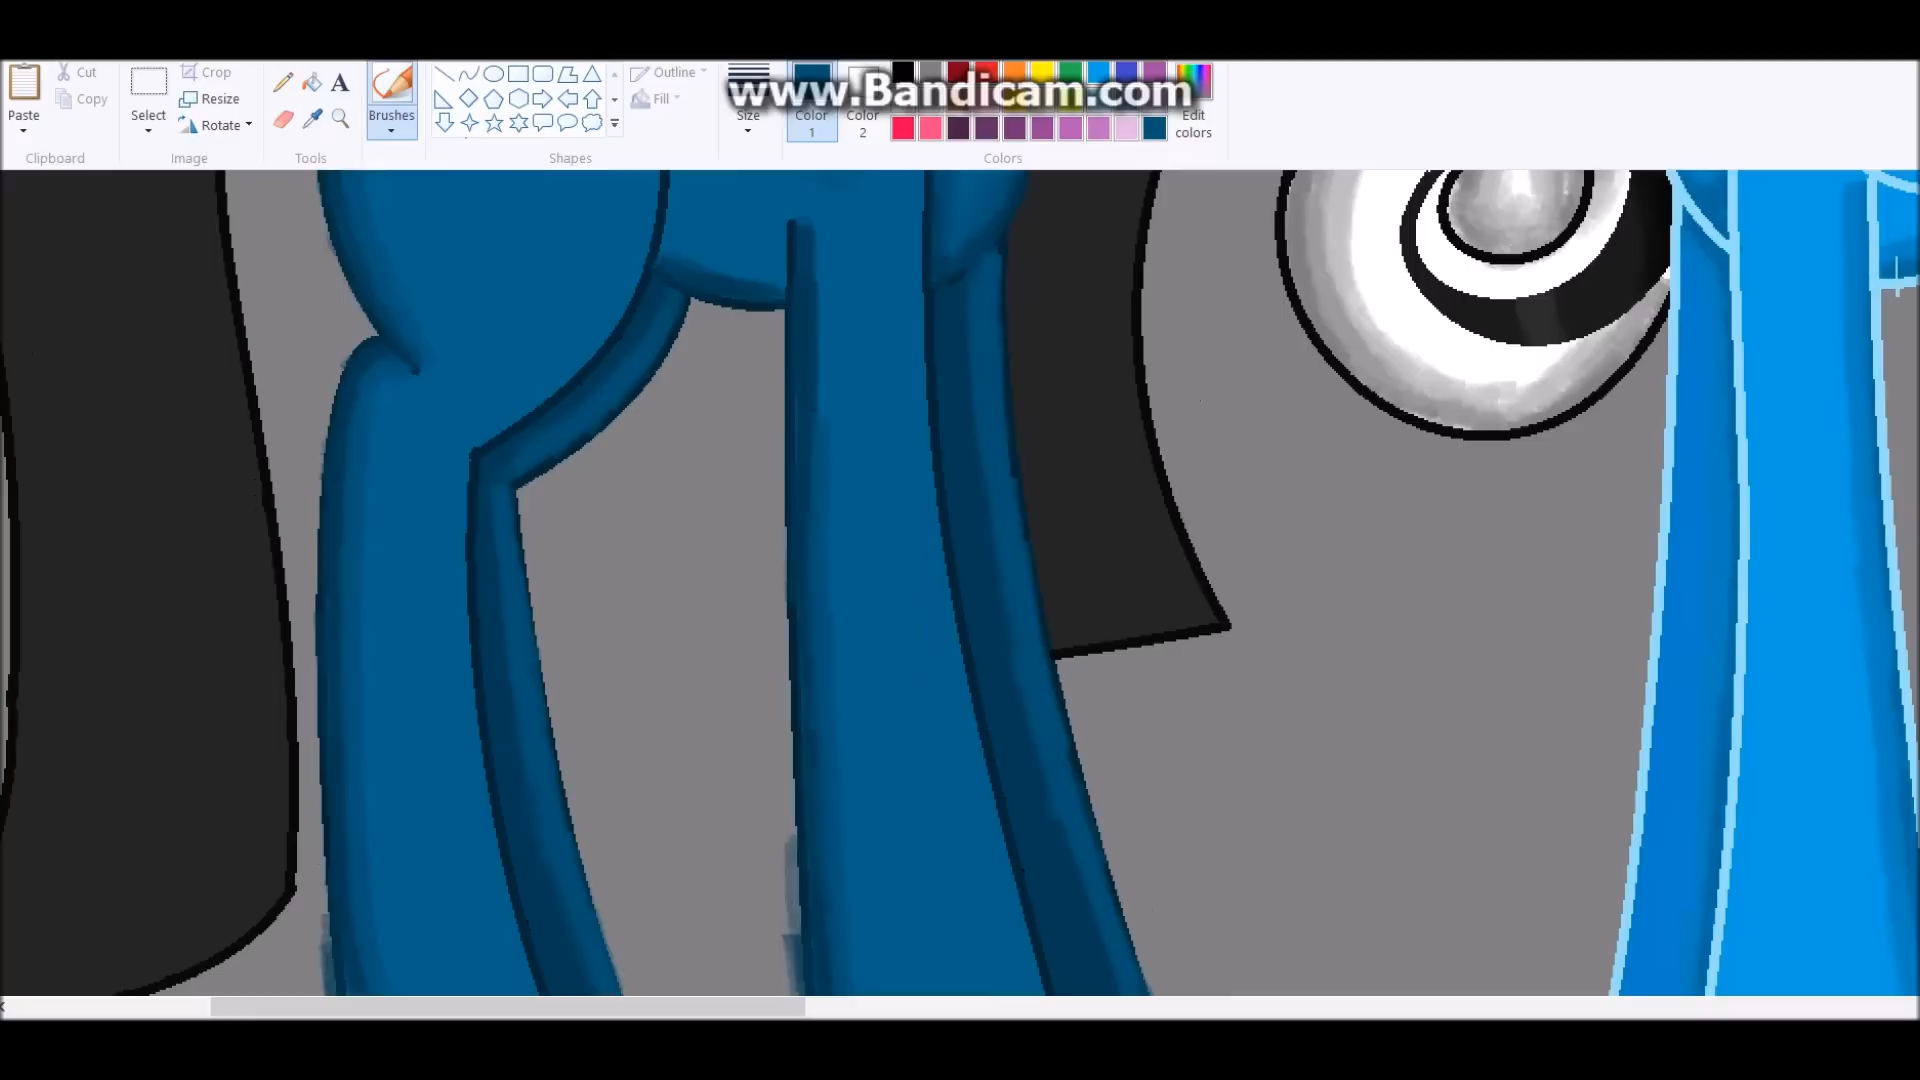 www.Bandicam.com
Cut
Copy
Paste
Clipboard
Select
Crop
Resize
Rotate
Image
A
Tools
Brushes
Shapes
Outline
Fill
Size
Color
1
Color
2
Edit
colors
Colors